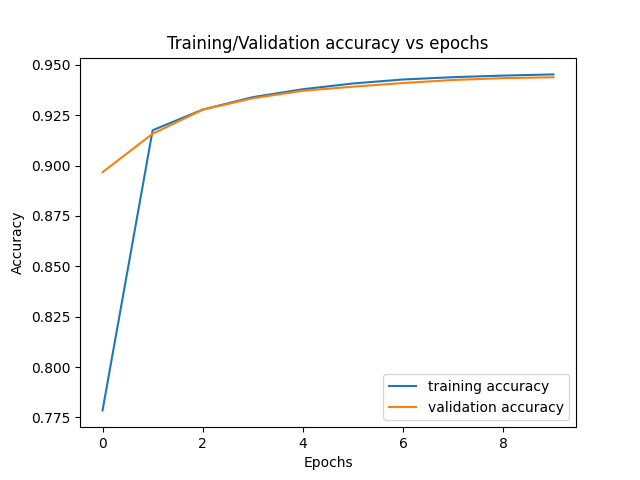 Training/Validation accuracy vs epochs
Accuracy
0.950
0.925
0.900
0.875
0.850
0.825
0.800
0.775
0 2 4 6 8
Epochs
training accuracy
validation accuracy